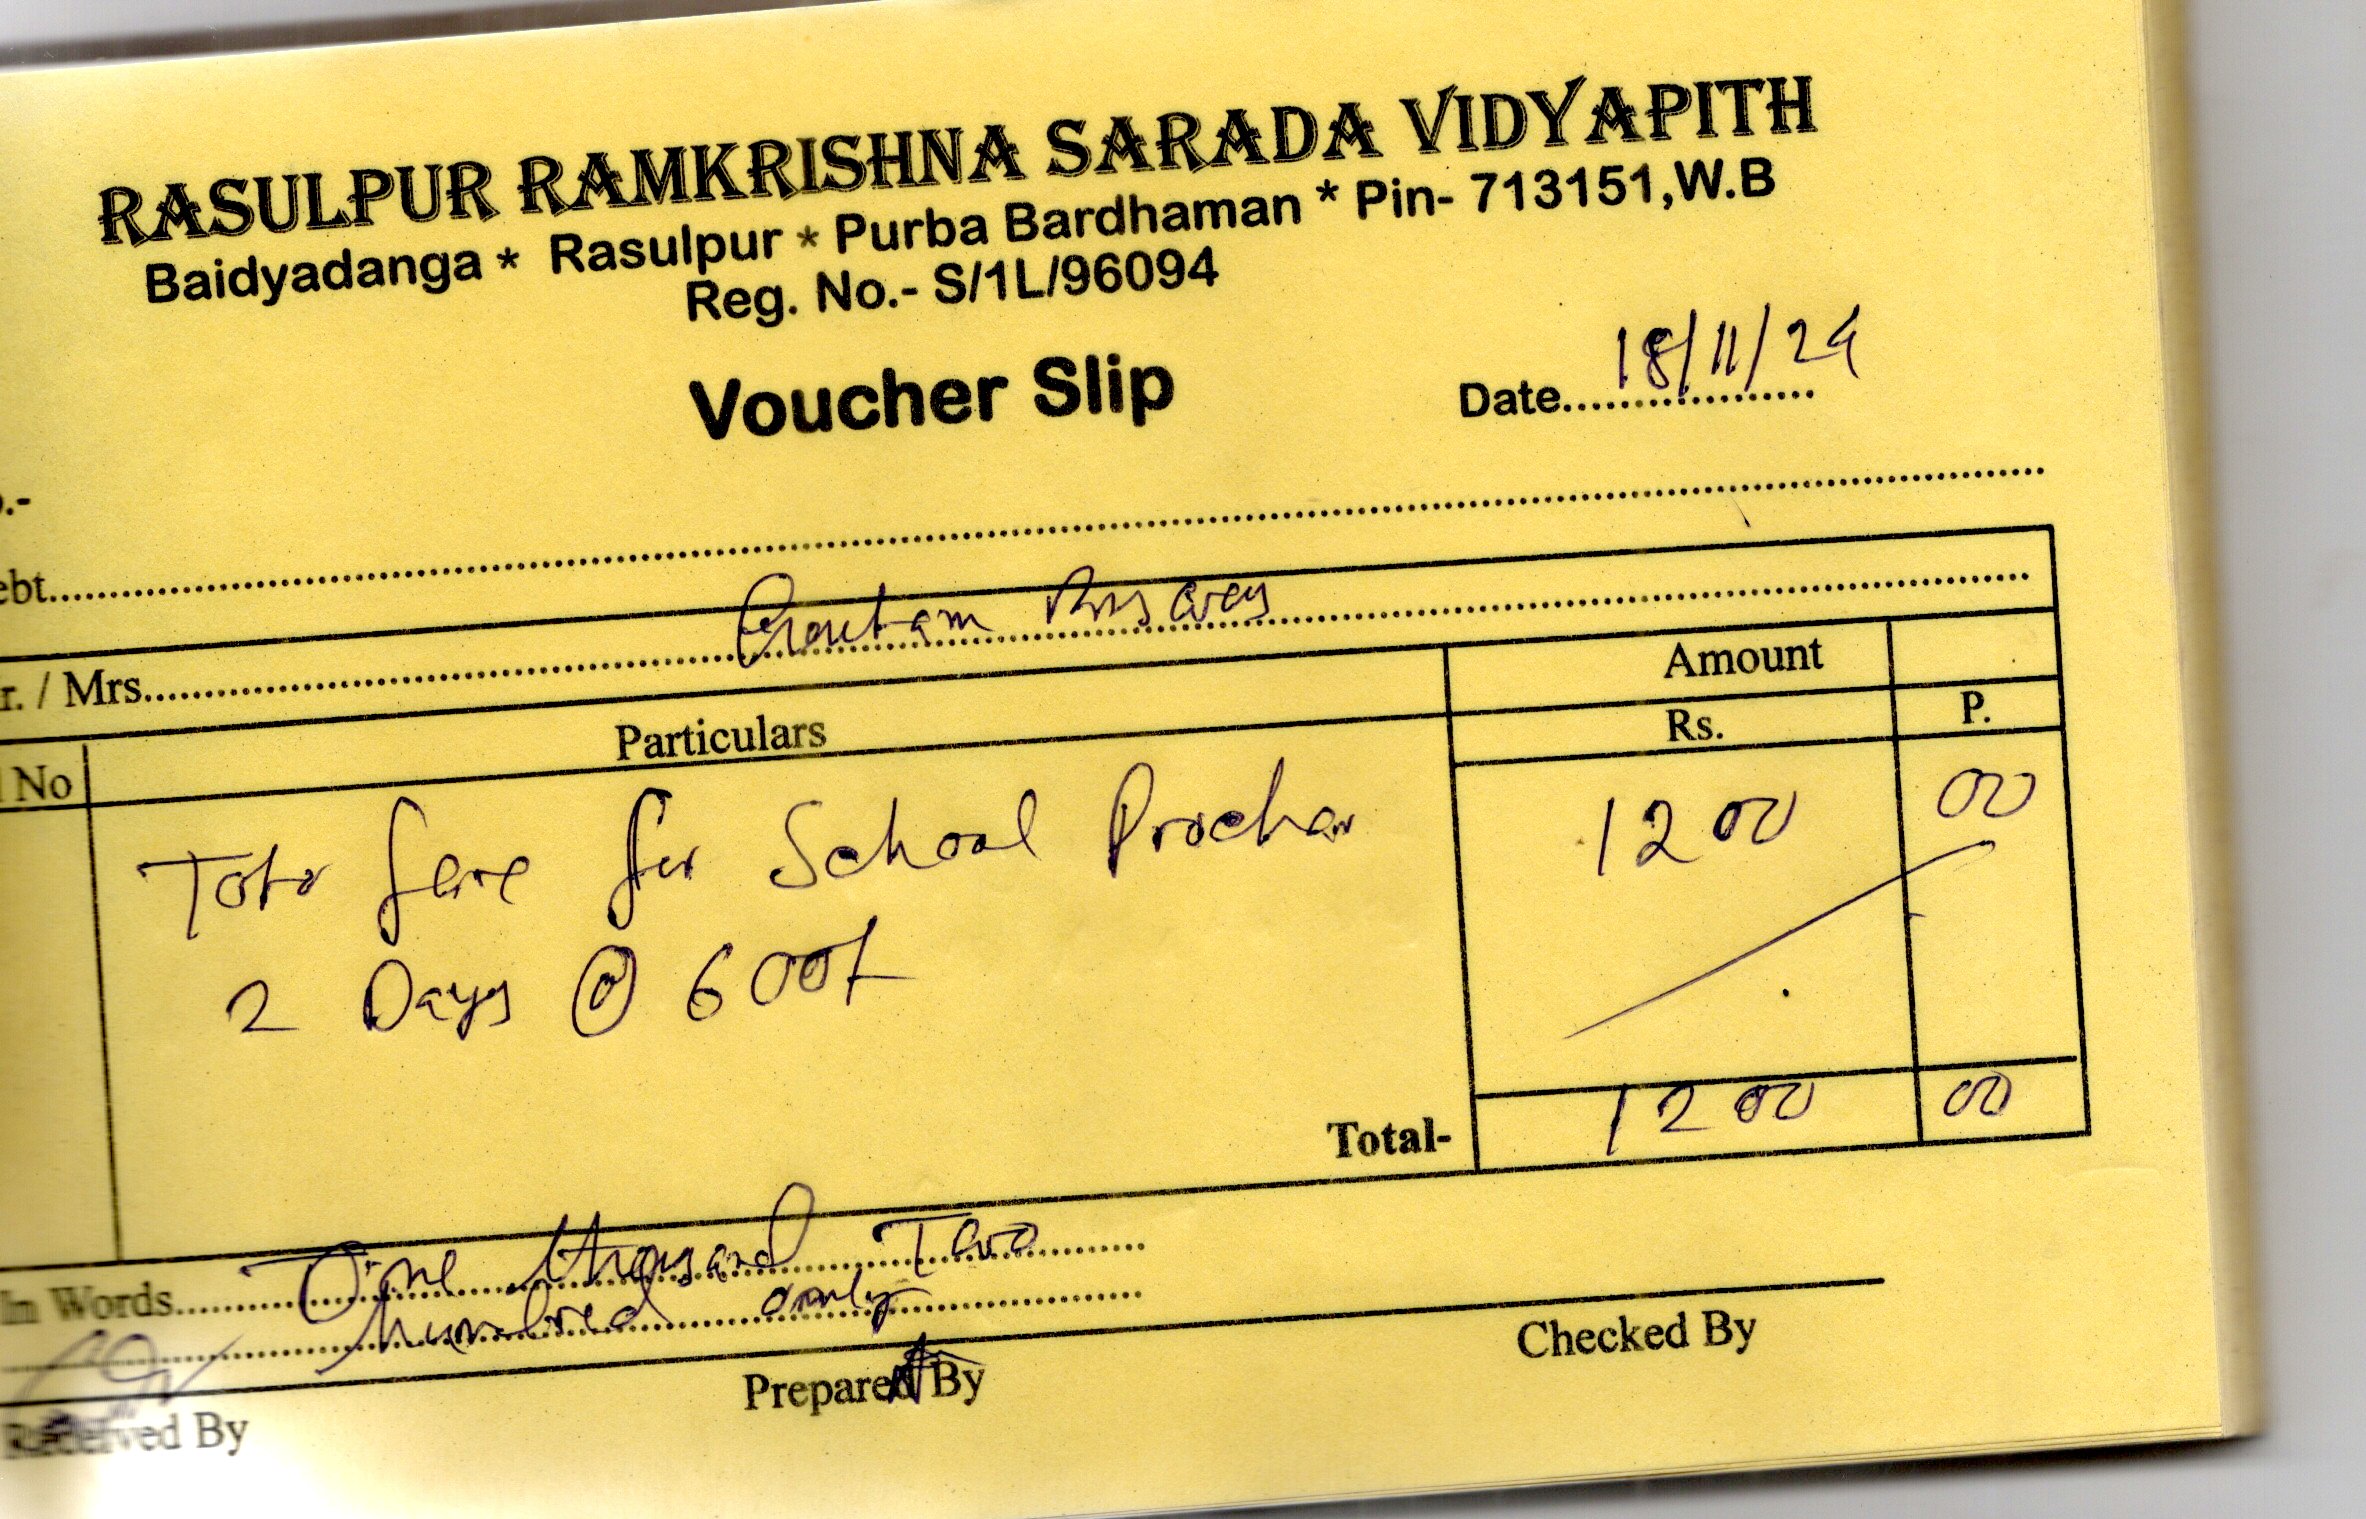 RASULPUR RAMKRISHNA SARADA VIDYAPITH
Baidyadanga * Rasulpur * Purba Bardhaman * Pin- 713151,W.B
Reg. No.- S/1L/96094
Voucher Slip
Date 18/11/24
.-
ebt
r. / Mrs. Goutam
Particulars Amount
No Rs. P.
Toto fare for School Prochar 1200 00
2 Days @ 600/-
Total- 1200 00
In Words One thousand Two
hundred only
Received By Prepared By Checked By